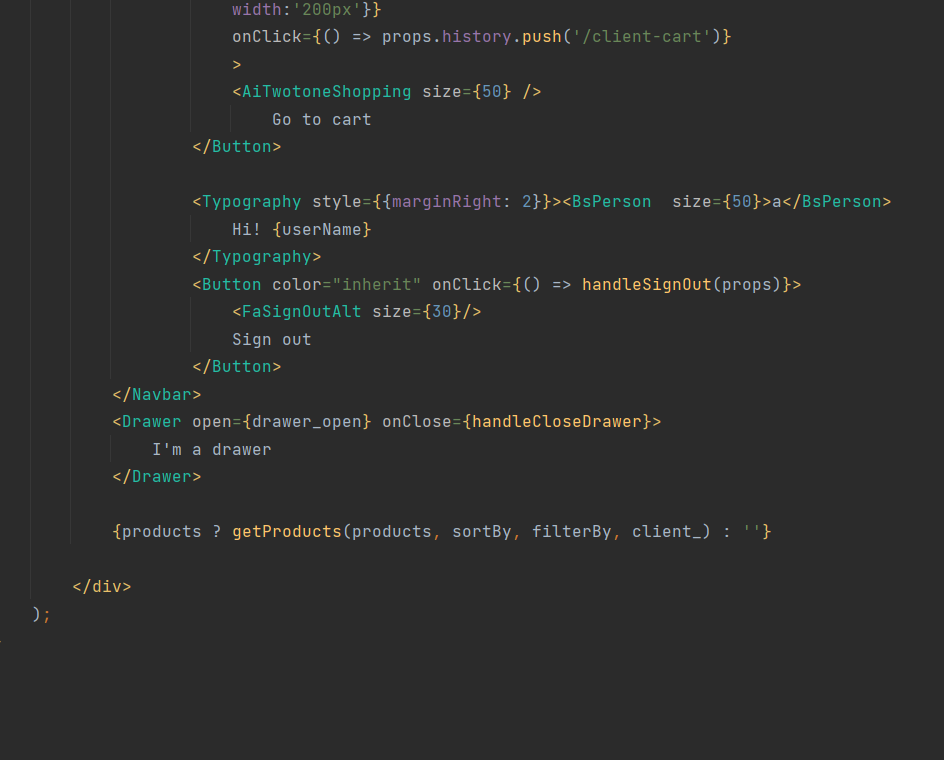 width:'200px'}}
onClick={() => props.history.push('/client-cart')}
>
<AiTwotoneShopping size={50} />
Go to cart
</Button>
<Typography style={{marginRight: 2}}><BsPerson  size={50}>a</BsPerson>
Hi! {userName}
</Typography>
<Button color="inherit" onClick={() => handleSignOut(props)}>
<FaSignOutAlt size={30}/>
Sign out
</Button>
</Navbar>
<Drawer open={drawer_open} onClose={handleCloseDrawer}>
I'm a drawer
</Drawer>
{products ? getProducts(products, sortBy, filterBy, client_) : ''}
</div>
);